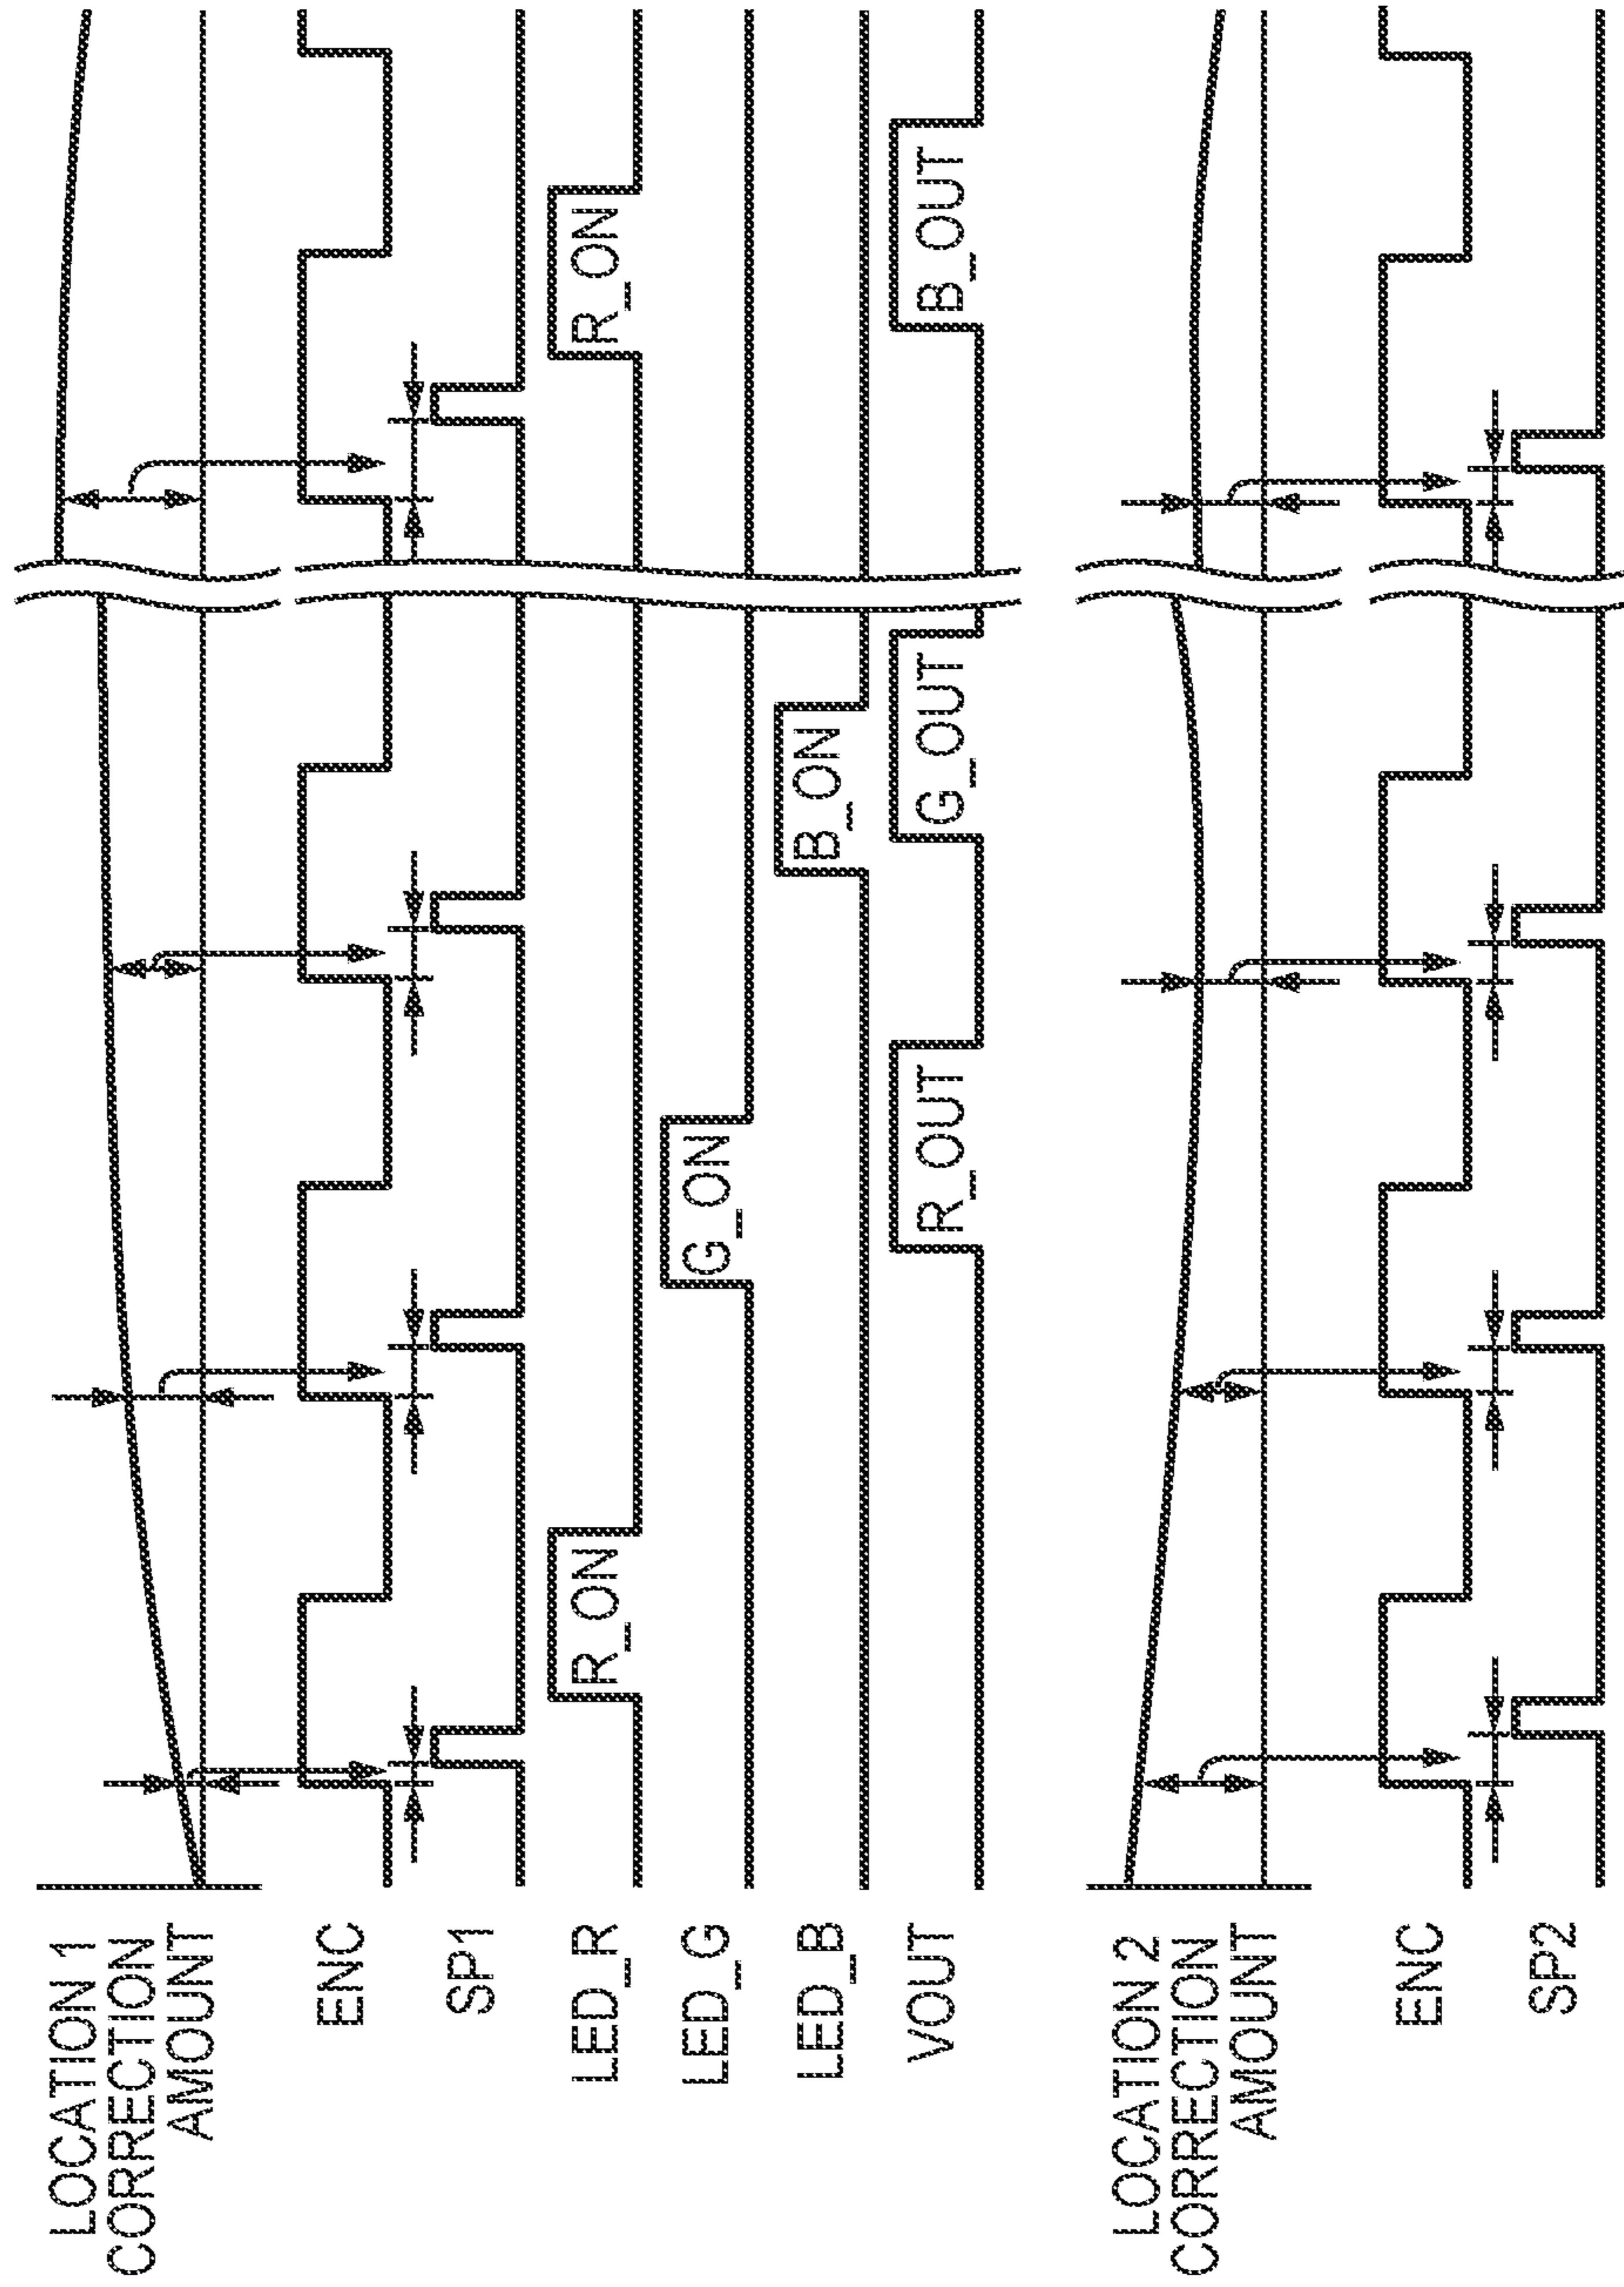 LOCATION 1
CORRECTION
AMOUNT
ENC
SP1
LED_R
R_ON
R_ON
LED_G
G_ON
LED_B
B_ON
VOUT
R_OUT
G_OUT
B_OUT
LOCATION 2
CORRECTION
AMOUNT
ENC
SP2